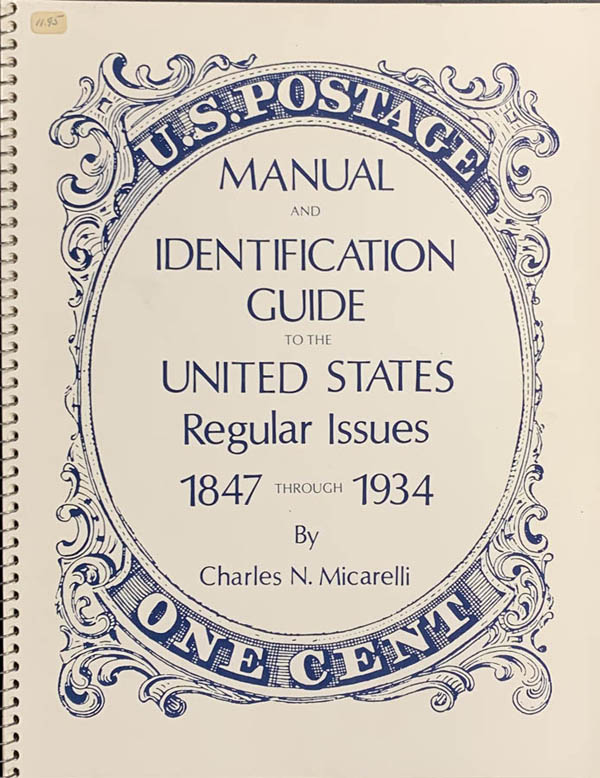 11.95
U.S. POSTAGE
MANUAL
AND
IDENTIFICATION
GUIDE
TO THE
UNITED STATES
Regular Issues
1847 THROUGH 1934
By
Charles N. Micarelli
ONE CENT